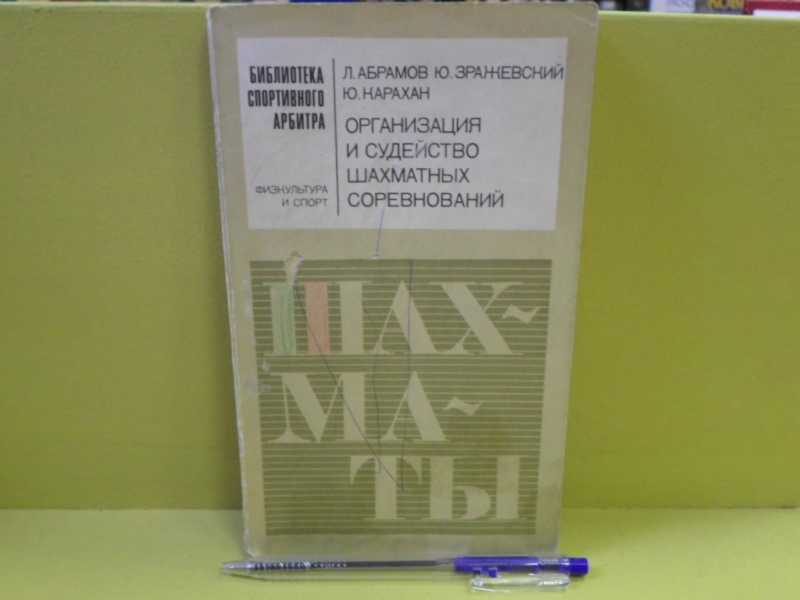 БИБЛИОТЕКА
СПОРТИВНОГО
АРБИТРА
ФИЗКУЛЬТУРА
И СПОРТ
Л. АБРАМОВ Ю. ЗРАЖЕВСКИЙ
Ю. КАРАХАН
ОРГАНИЗАЦИЯ
И СУДЕЙСТВО
ШАХМАТНЫХ
СОРЕВНОВАНИЙ
ШАХ-
МА-
ТЫ